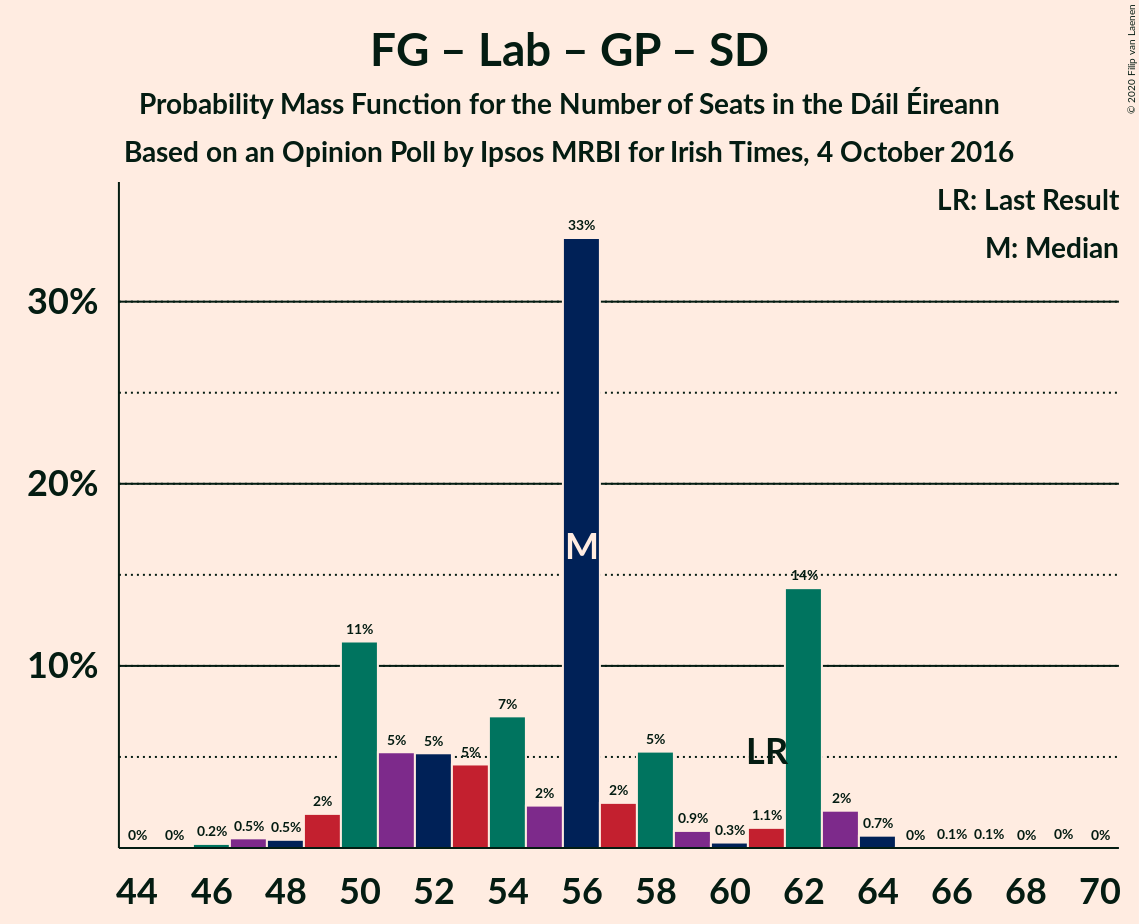 FG – Lab – GP – SD
Probability Mass Function for the Number of Seats in the Dáil Éireann
Based on an Opinion Poll by Ipsos MRBI for Irish Times, 4 October 2016
© 2020 Filip van Laenen
LR: Last Result
M: Median
30%
20%
10%
0% 0% 0.2% 0.5% 0.5% 2% 11% 5% 5% 5% 7% 2% 33% 2% 5% 0.9% 0.3% 1.1% 14% 2% 0.7% 0% 0.1% 0.1% 0% 0% 0%
M
LR
44 46 48 50 52 54 56 58 60 62 64 66 68 70